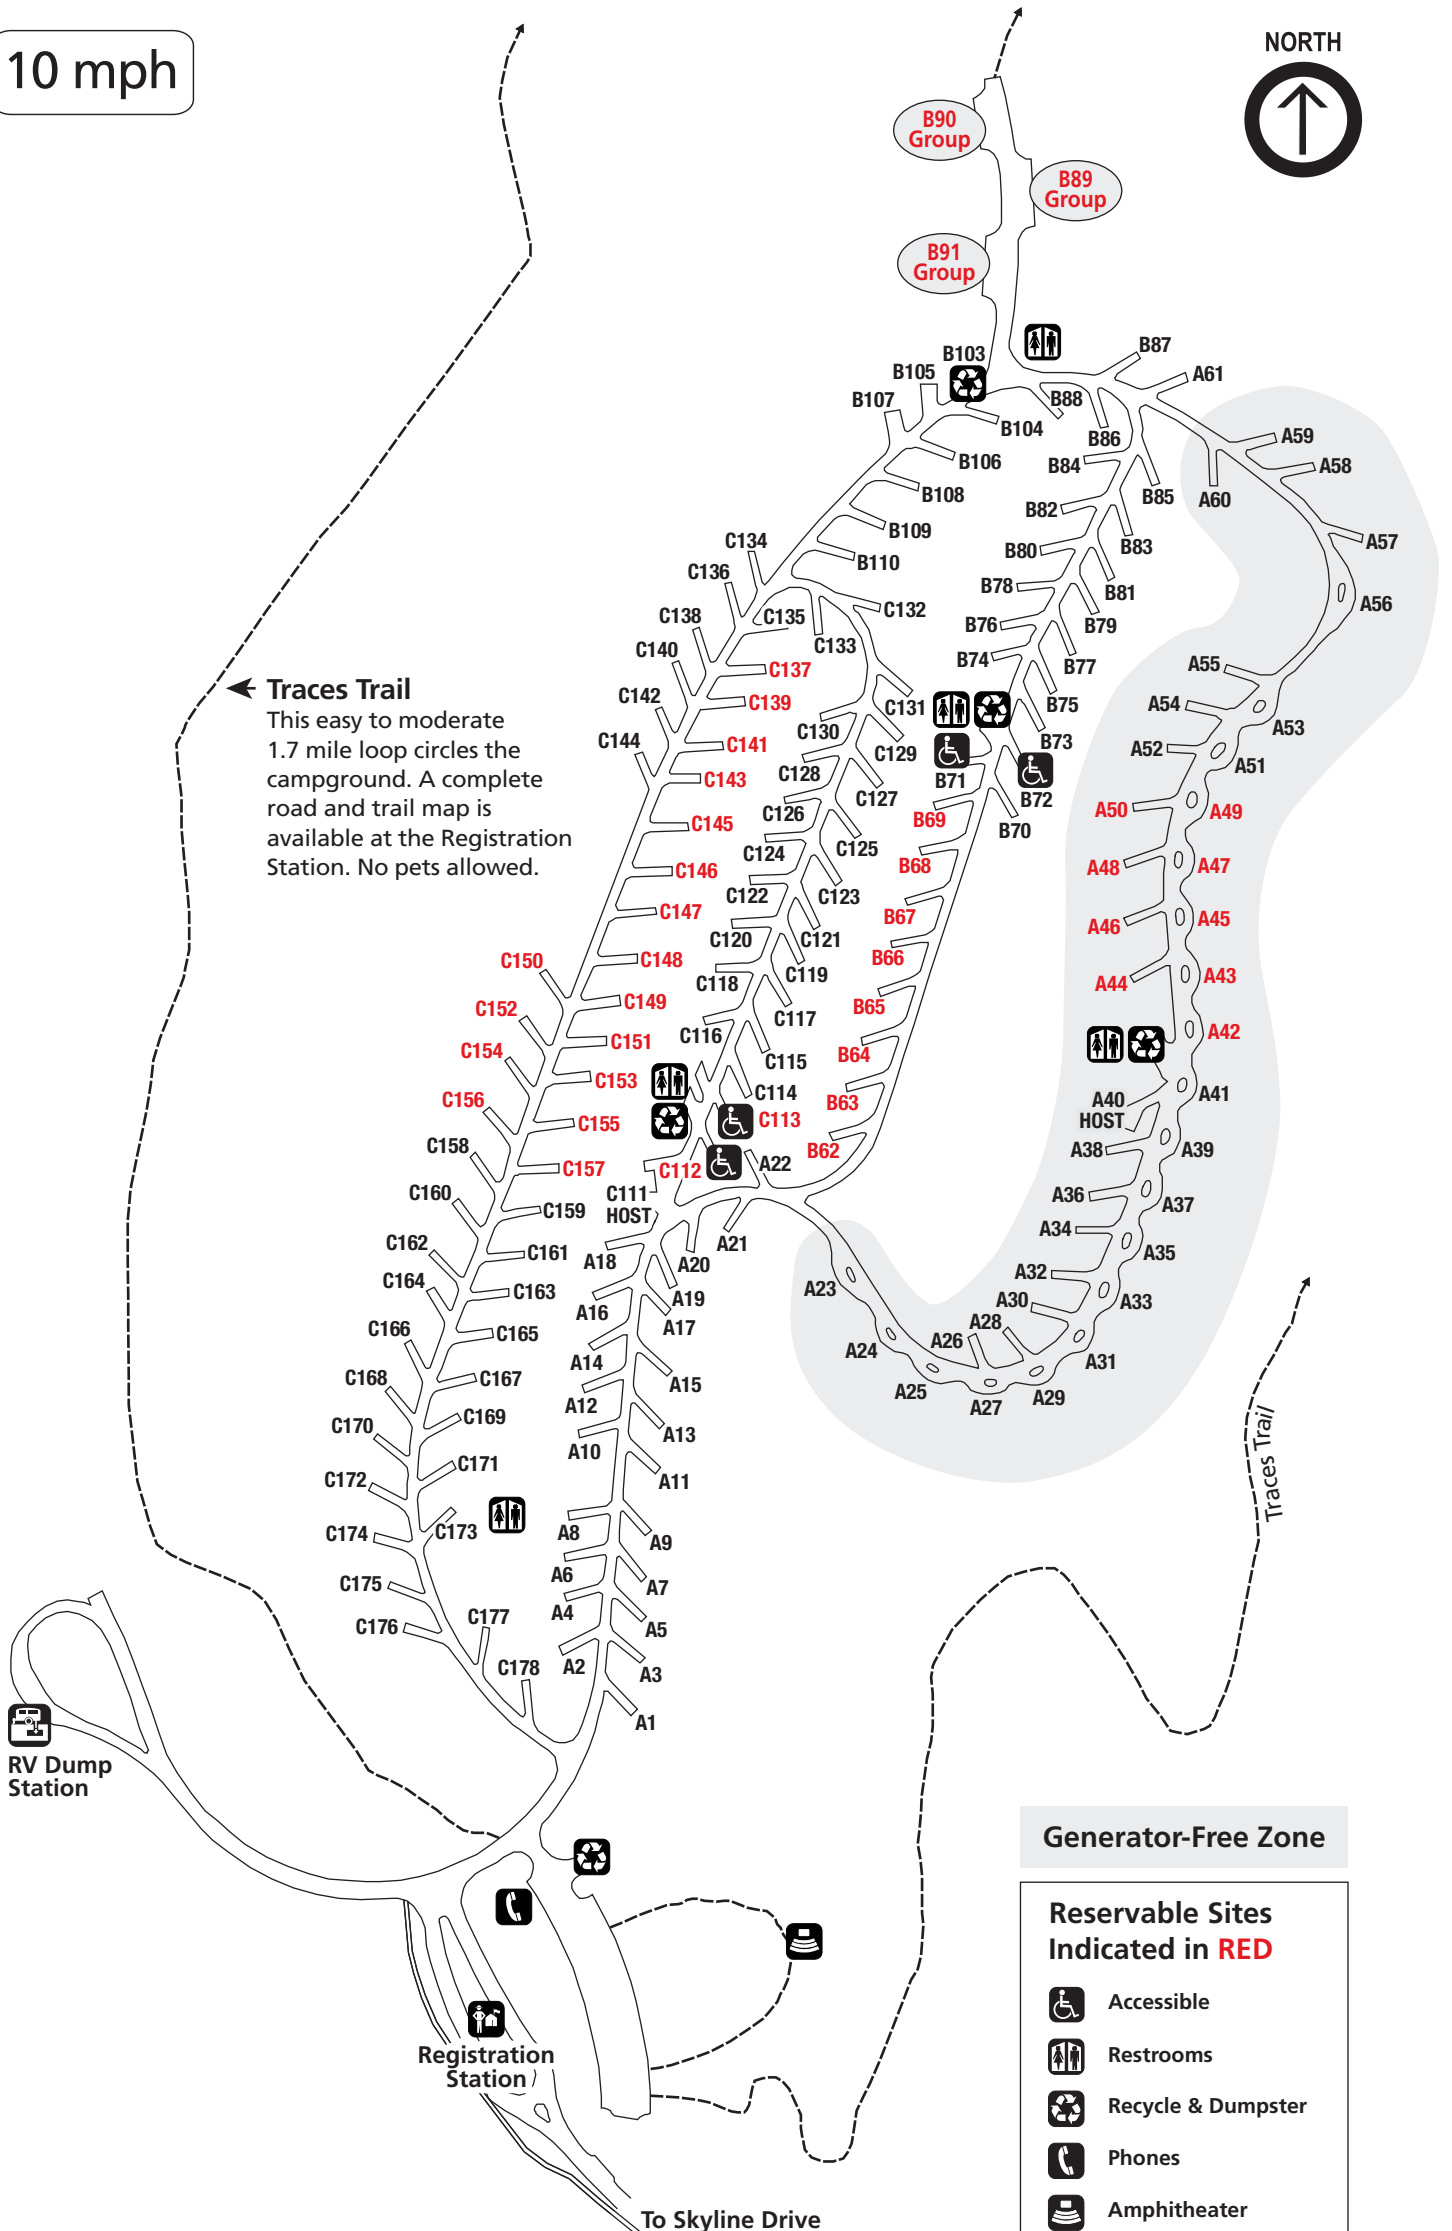 10 mph
NORTH
B90
Group
B89
Group
B91
Group
B103
B87
B105
A61
B107
B88
B104
B86
A59
B106
B84
A58
B108
B85
A60
B82
B109
A57
C134
B83
B80
B110
C136
B78
B81
A56
C132
C138
C135
B76
B79
C133
C140
B74
B77
A55
C137
Traces Trail
This easy to moderate
1.7 mile loop circles the
campground. A complete
road and trail map is
available at the Registration
Station. No pets allowed.
C142
C139
C131
B75
A54
A53
C144
C141
C130
C129
B73
A52
A51
C143
C128
B71
B72
C127
C126
A50
A49
C145
B69
B70
C124
C125
C146
B68
A48
A47
C122
C123
C147
B67
A46
A45
C120
C121
C150
C148
B66
C118
C119
A44
A43
C152
C149
B65
C117
C116
A42
C154
C151
B64
C115
C153
C114
A40
HOST
A41
C156
B63
C155
C113
C158
B62
A38
A39
C157
C112
A22
C160
C111
HOST
A36
A37
C159
A34
C162
C161
A18
A21
A35
A20
C164
A32
A23
C163
A16
A19
A30
A33
C166
C165
A17
A28
A26
A24
C168
C167
A14
A31
A15
A25
A29
C170
C169
A12
A27
A13
A10
C171
C172
A11
Traces Trail
C174
C173
A8
A9
C175
A6
A7
C176
C177
A4
A5
C178
A2
A3
A1
RV Dump
Station
Generator-Free Zone
Reservable Sites
Indicated in RED
Accessible
Restrooms
Registration
Station
Recycle & Dumpster
Phones
Amphitheater
To Skyline Drive